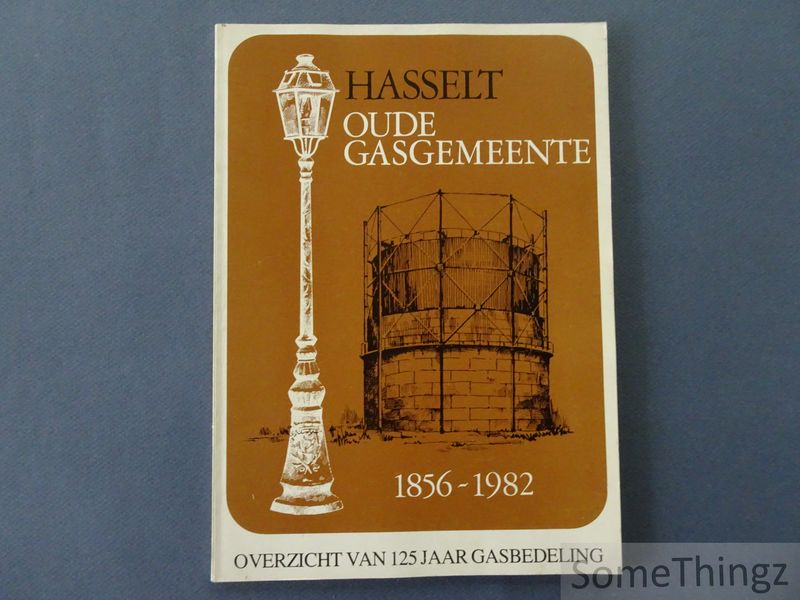 HASSELT
OUDE
GASGEMEENTE
1856-1982
OVERZICHT VAN 125 JAAR GASBEDELING
SomeThingz